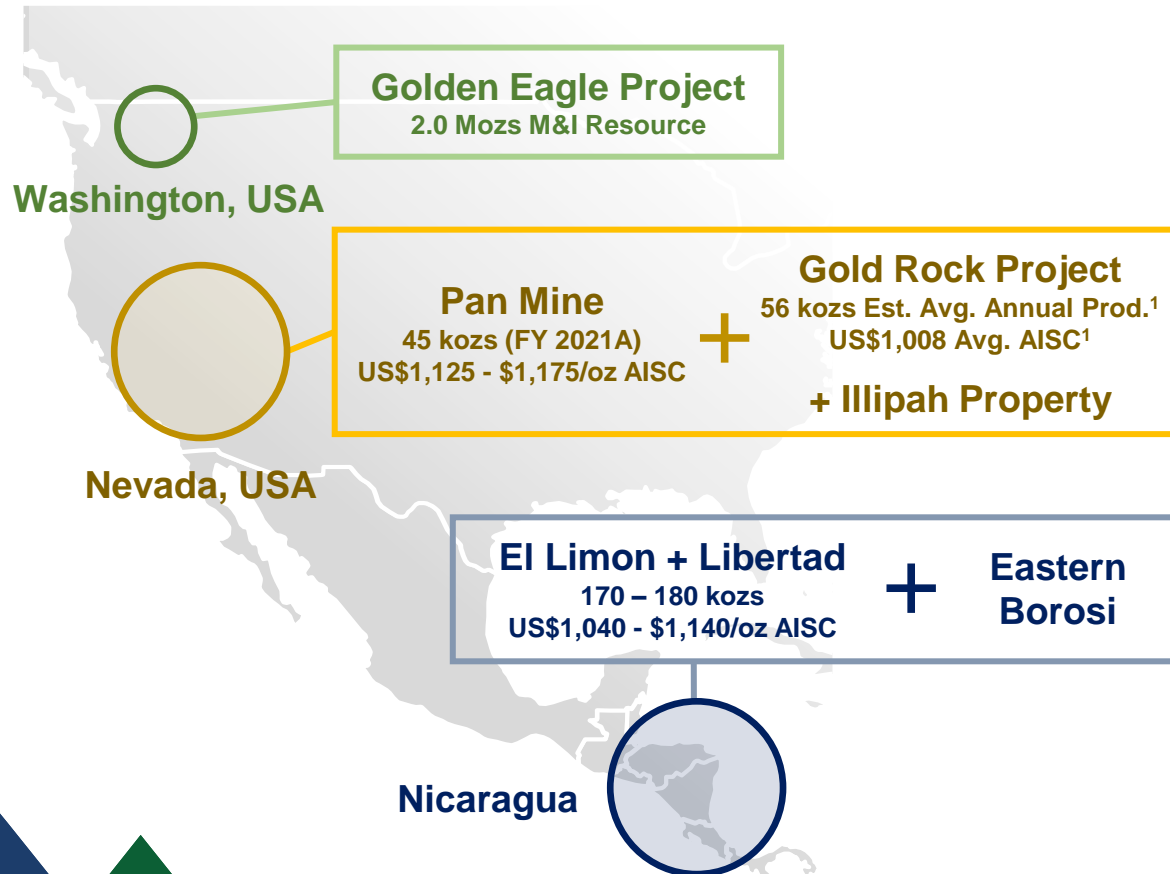 Golden Eagle Project
2.0 Mozs M&I Resource
Washington, USA
Pan Mine
45 kozs (FY 2021A)
US$1,125 - $1,175/oz AISC
+
Gold Rock Project
56 kozs Est. Avg. Annual Prod.¹
US$1,008 Avg. AISC¹
+ Illipah Property
Nevada, USA
El Limon + Libertad
170 – 180 kozs
US$1,040 - $1,140/oz AISC
+
Eastern
Borosi
Nicaragua